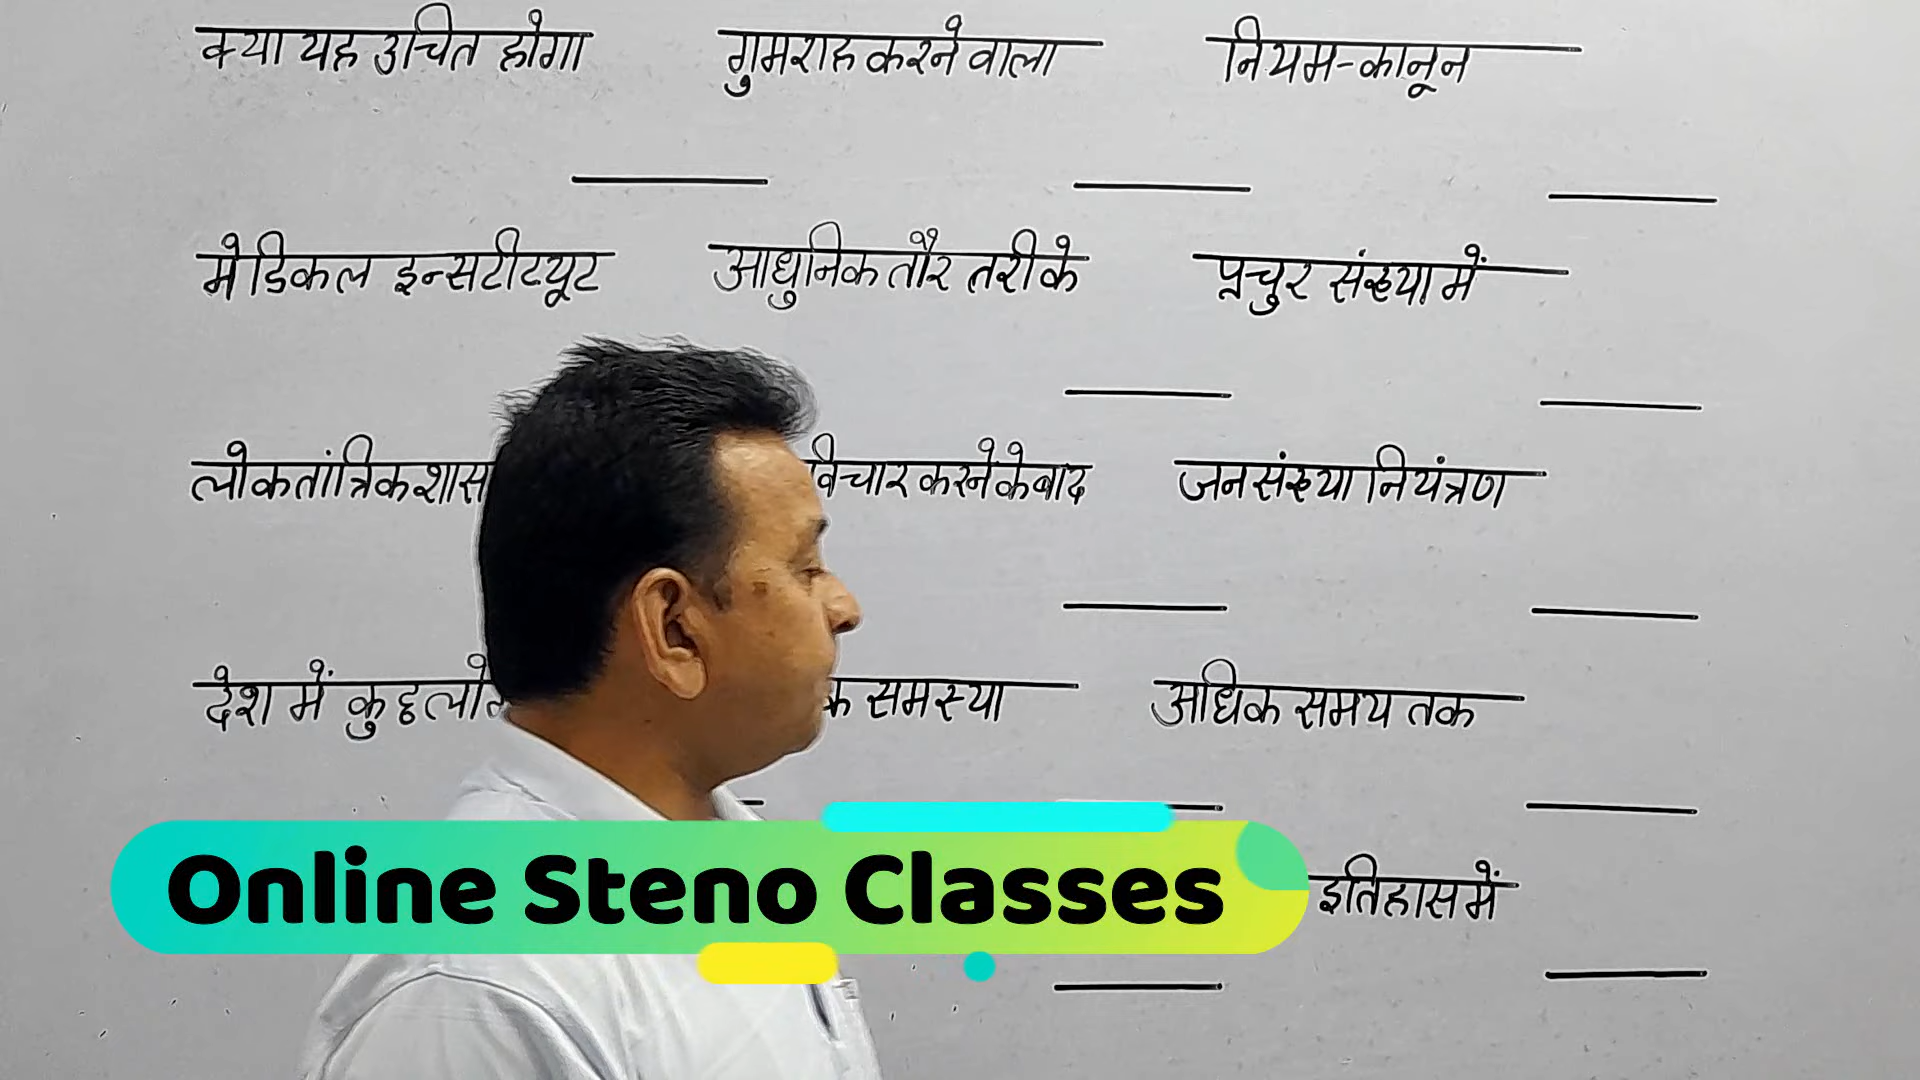 क्या यह उचित होगा गुमराह करने वाला नियम-कानून
मेडिकल इन्सटीटयूट आधुनिक तौर तरीके प्रचुर संख्या में
लोकतांत्रिक विचार करने के बाद जनसंख्या नियंत्रण
देश में कुछ समस्या अधिक समय तक
Online Steno Classes इतिहास में